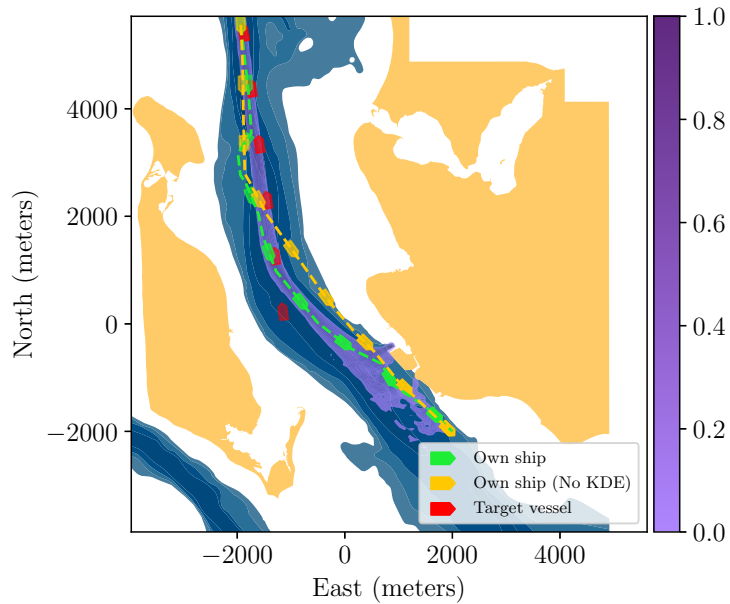 4000
2000
0
−2000
−2000
0
2000
4000
North (meters)
East (meters)
Own ship
Own ship (No KDE)
Target vessel
1.0
0.8
0.6
0.4
0.2
0.0